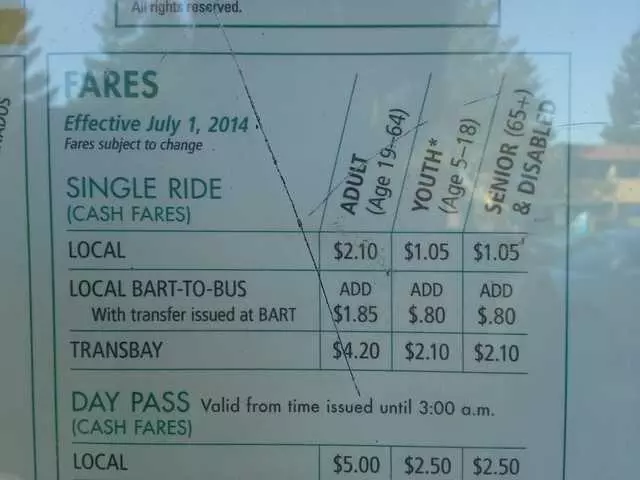 All rights reserved.
FARES
Effective July 1, 2014
Fares subject to change
ADULT (Age 19-64)
YOUTH* (Age 5-18)
SENIOR (65+) & DISABLED
SINGLE RIDE
(CASH FARES)
LOCAL $2.10 $1.05 $1.05
LOCAL BART-TO-BUS ADD ADD ADD
With transfer issued at BART $1.85 $.80 $.80
TRANSBAY $4.20 $2.10 $2.10
DAY PASS Valid from time issued until 3:00 a.m.
(CASH FARES)
LOCAL $5.00 $2.50 $2.50